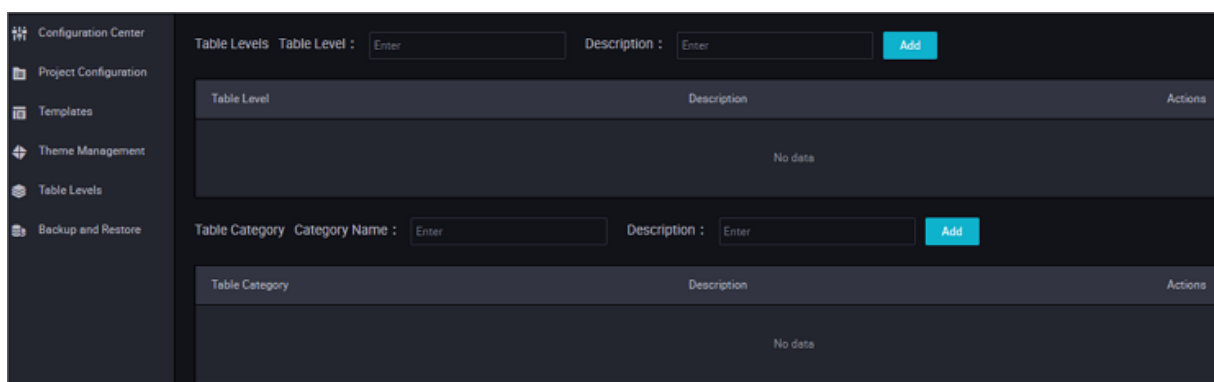 Configuration Center
Project Configuration
Templates
Theme Management
Table Levels
Backup and Restore
Table Levels Table Level : Enter Description : Enter Add
Table Level Description Actions
No data
Table Category Category Name : Enter Description : Enter Add
Table Category Description Actions
No data